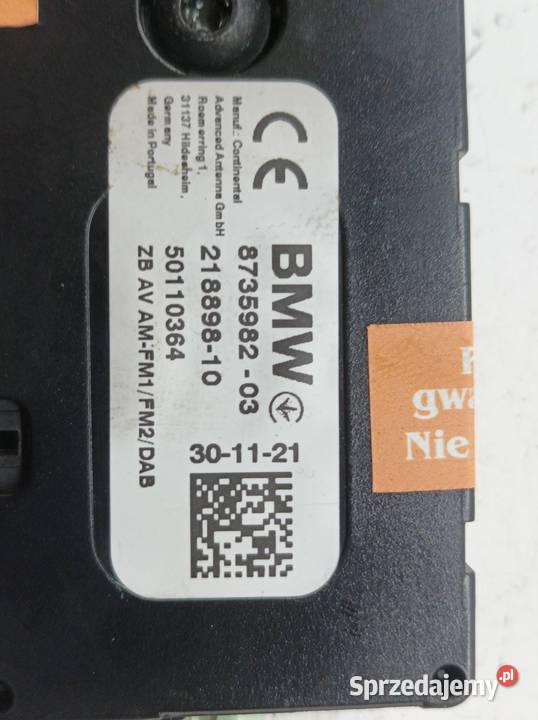 CE
Manuf.: Continental
Advanced Antenna GmbH
Roemerring 1,
31137 Hildesheim,
Germany
Made in Portugal
BMW
8735982-03
218898-10
50110364
ZB AV AM-FM1/FM2/DAB
30-11-21
gwa
Nie
Sprzedajemy.pl